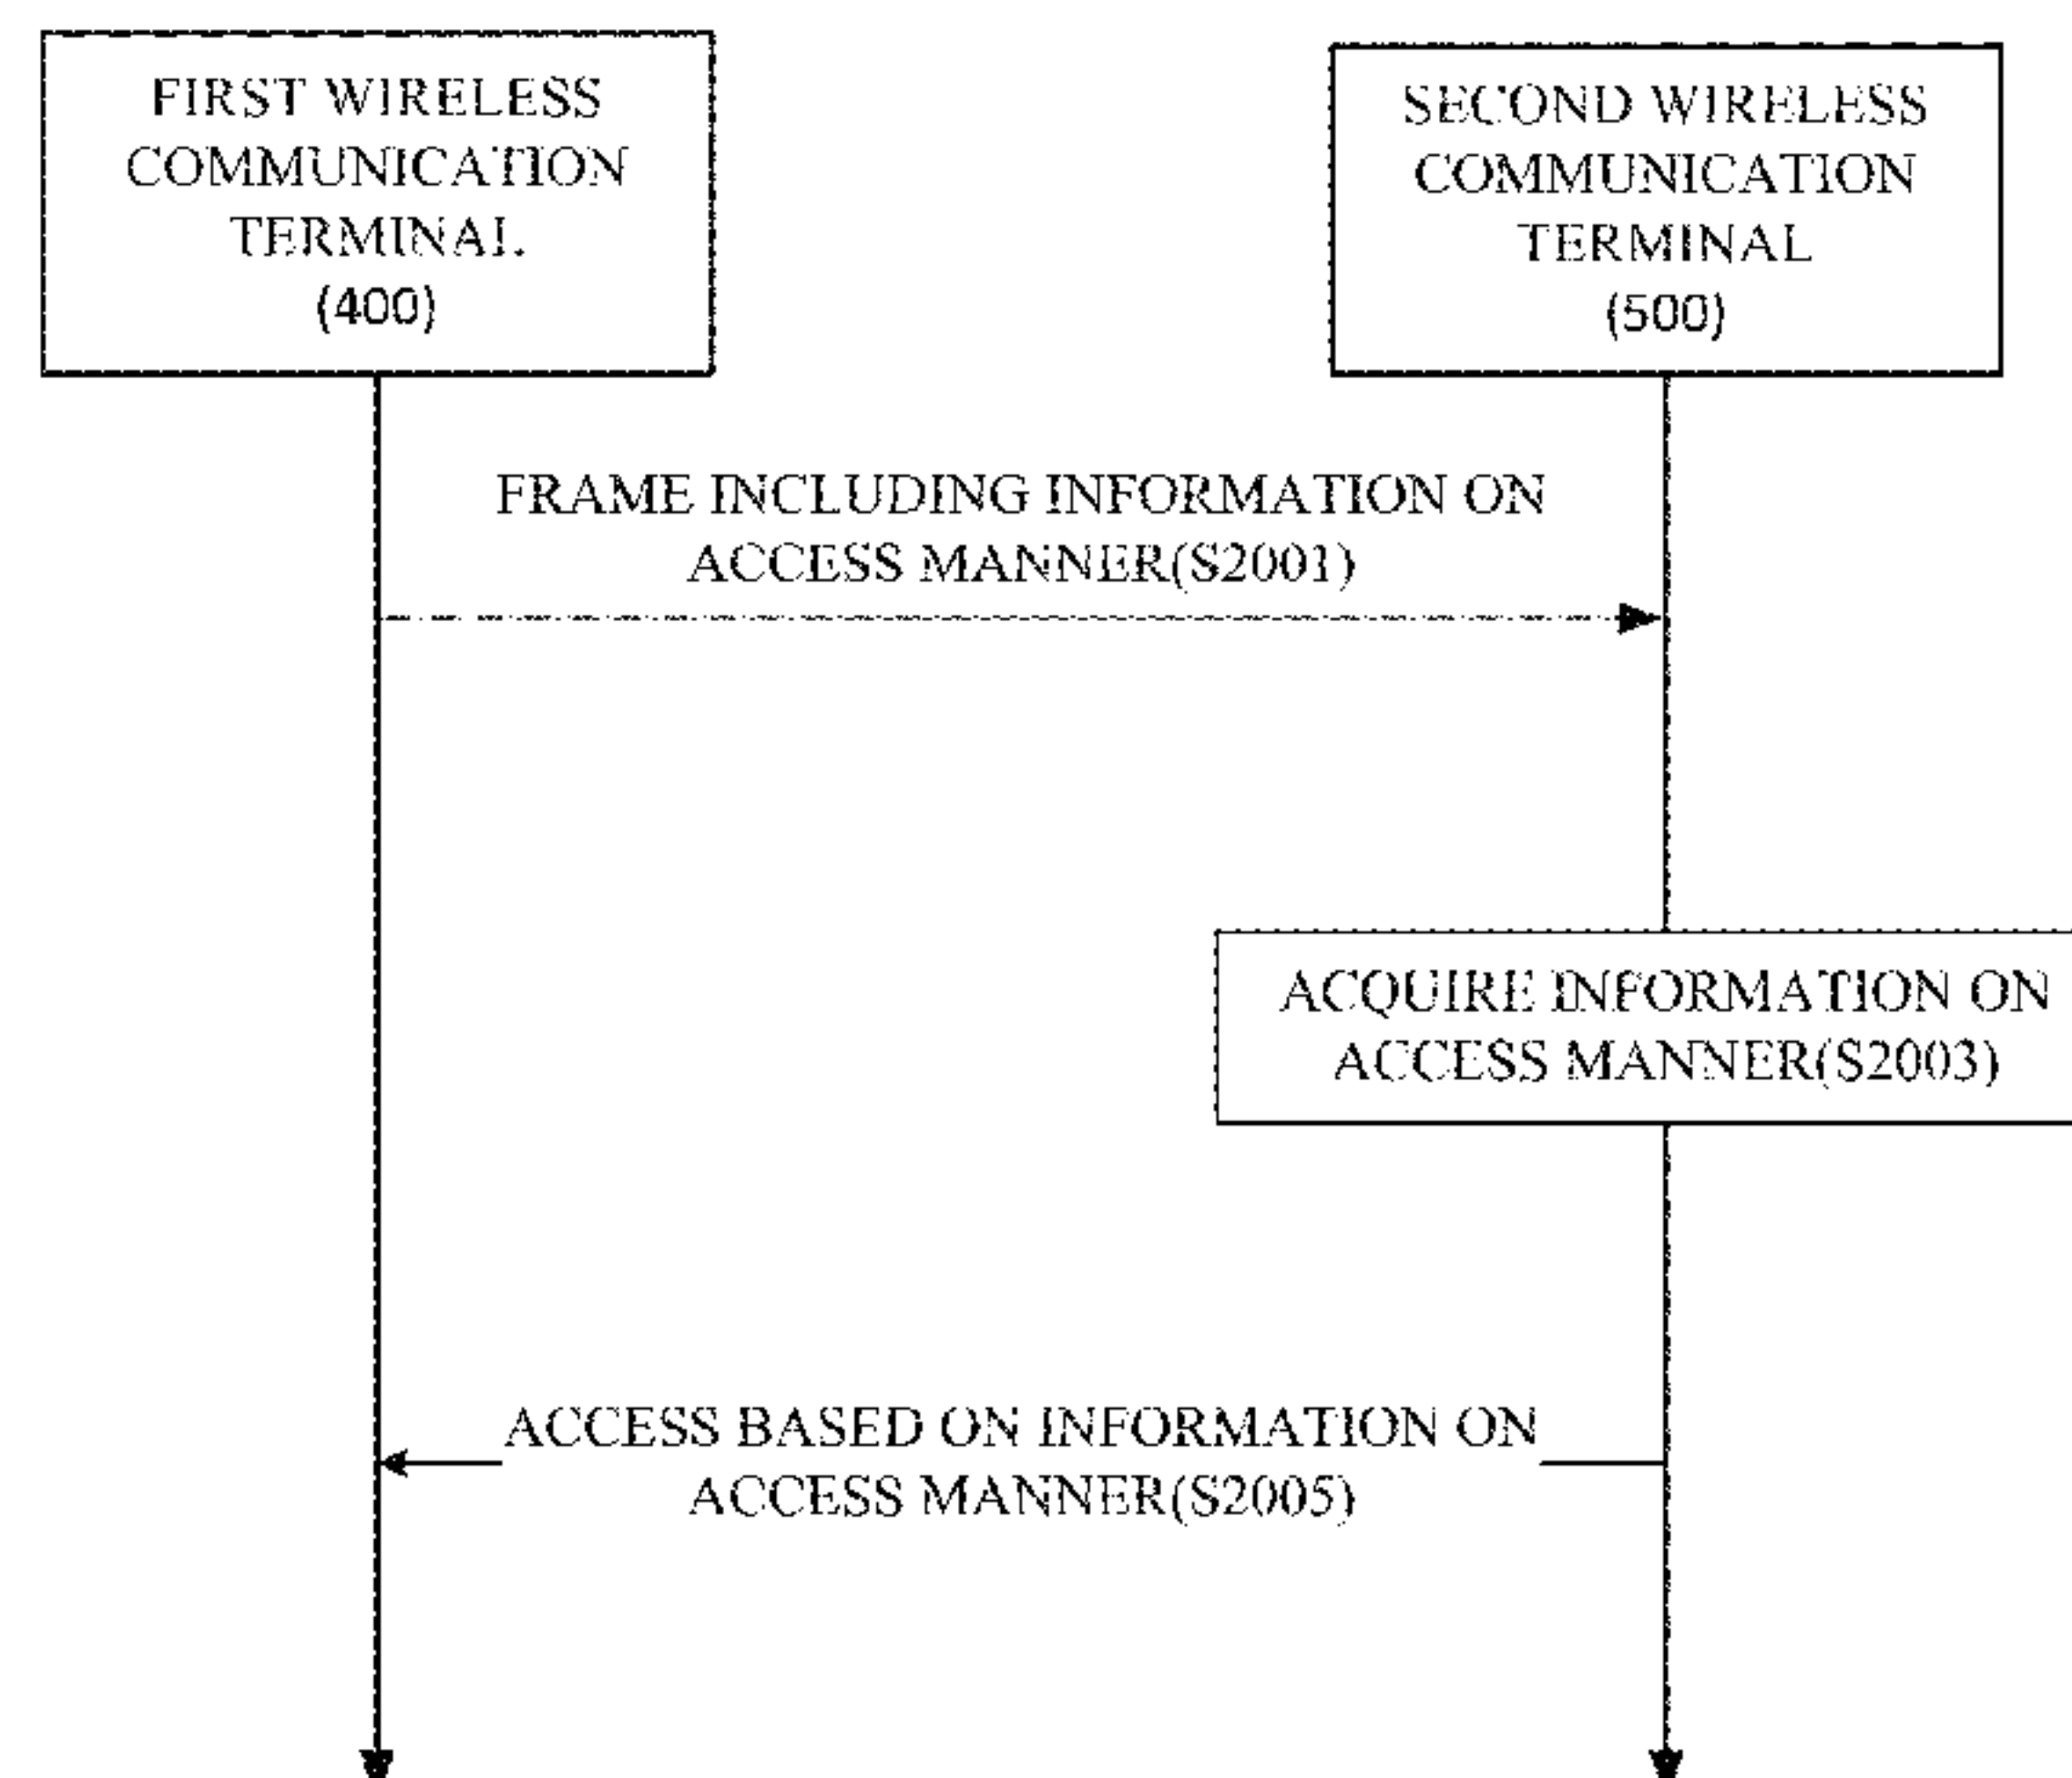 FIRST WIRELESS
COMMUNICATION
TERMINAL
(400)
SECOND WIRELESS
COMMUNICATION
TERMINAL
(500)
FRAME INCLUDING INFORMATION ON
ACCESS MANNER(S2001)
ACQUIRE INFORMATION ON
ACCESS MANNER(S2003)
ACCESS BASED ON INFORMATION ON
ACCESS MANNER(S2005)